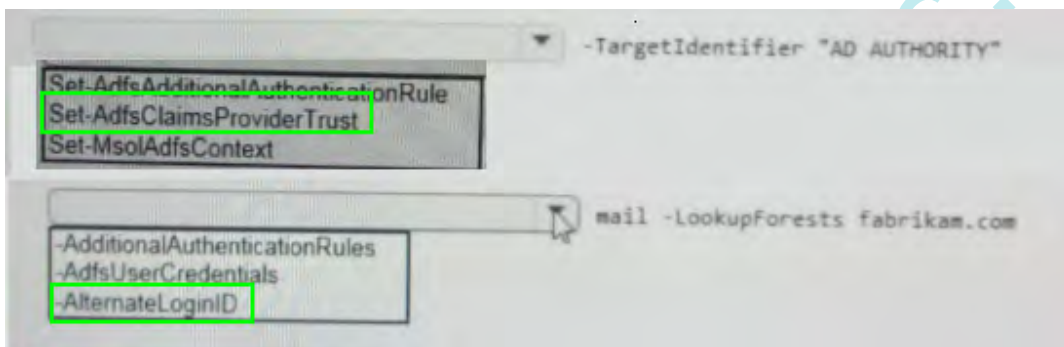 -TargetIdentifier "AD AUTHORITY"
Set-AdfsAdditionalAuthenticationRule
Set-AdfsClaimsProviderTrust
Set-MsolAdfsContext
mail -LookupForests fabrikam.com
-AdditionalAuthenticationRules
-AdfsUserCredentials
-AlternateLoginID